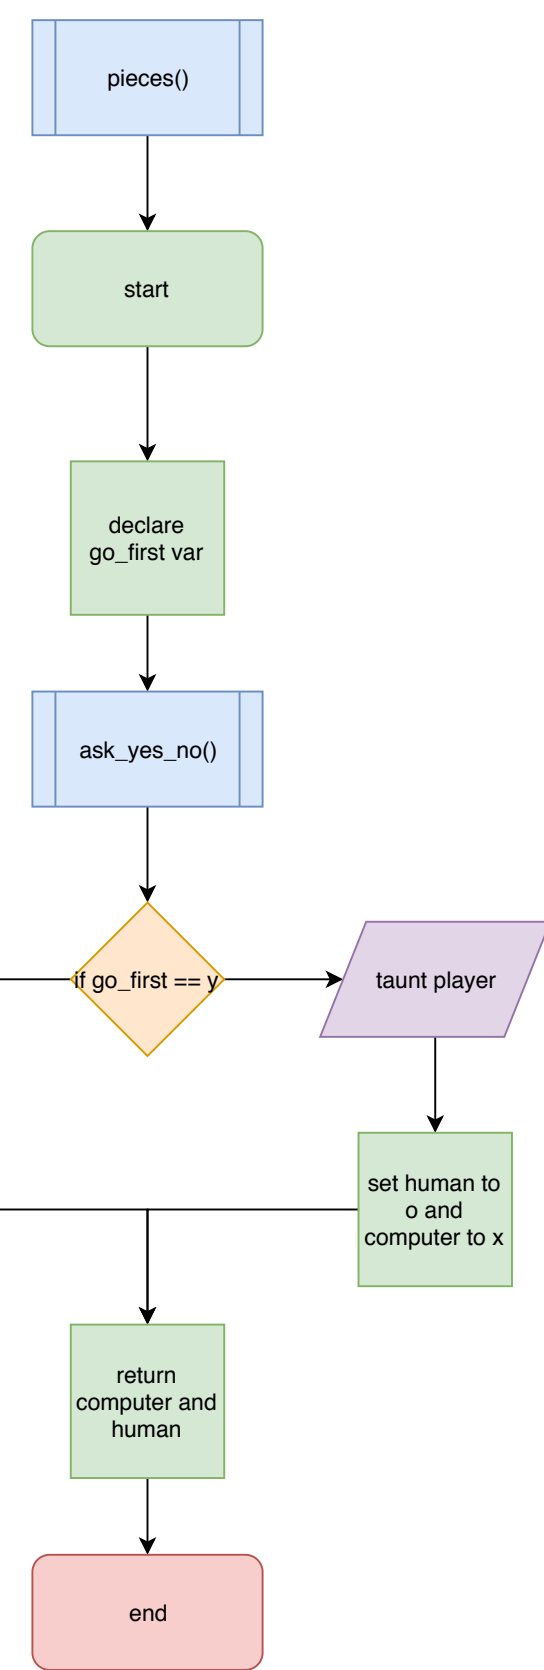 pieces()
start
declare
go_first var
ask_yes_no()
if go_first == y
taunt player
set human to
o and
computer to x
return
computer and
human
end